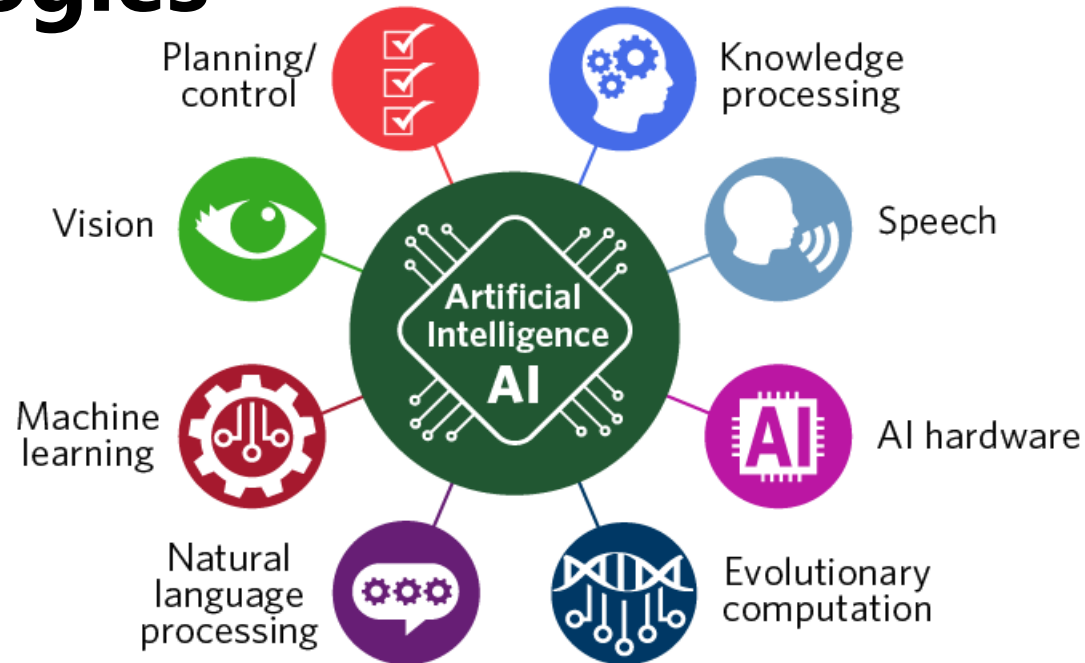 Planning/
control
Knowledge
processing
Vision
Speech
Artificial
Intelligence
AI
Machine
learning
AI hardware
AI
Natural
language
processing
Evolutionary
computation